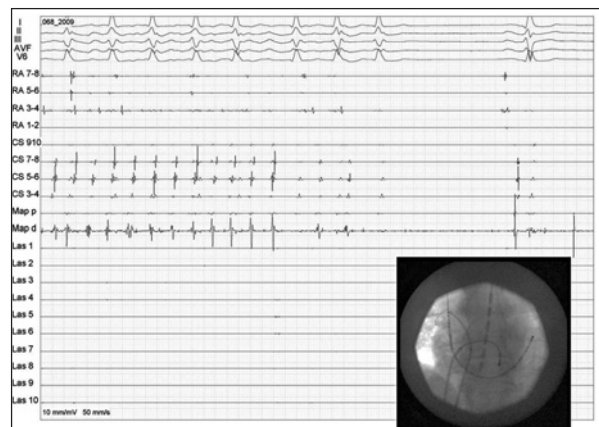 I
068_2009
II
III
AVF
V6
RA 7-8
RA 5-6
RA 3-4
RA 1-2
CS 910
CS 7-8
CS 5-6
CS 3-4
Map p
Map d
Las 1
Las 2
Las 3
Las 4
Las 5
Las 6
Las 7
Las 8
Las 9
Las 10
10 mm/mV 50 mm/s